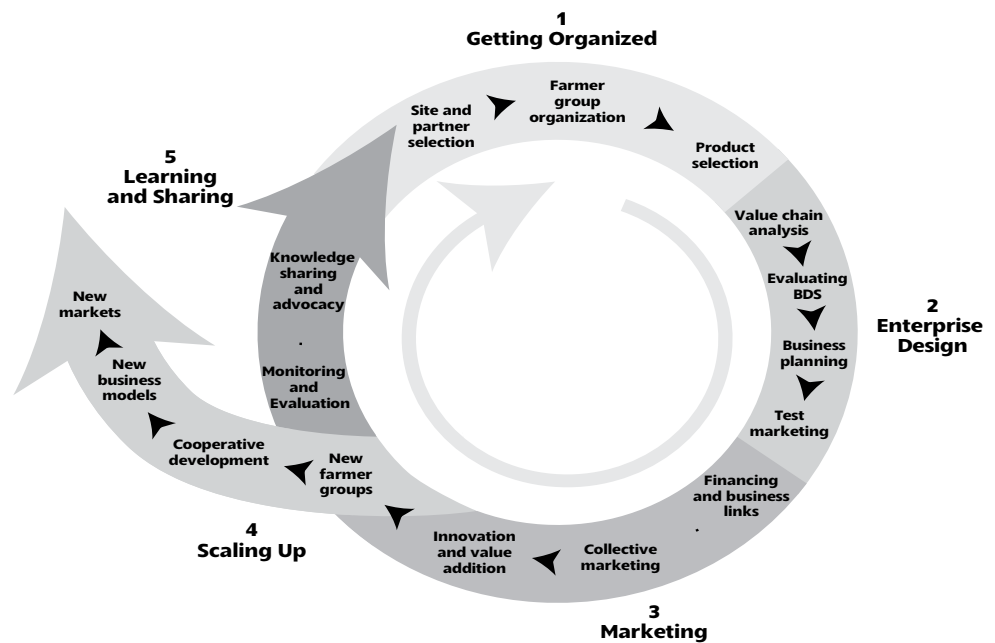 1
Getting Organized
Site and
partner
selection
Farmer
group
organization
Product
selection
2
Enterprise
Design
Value chain
analysis
Evaluating
BDS
Business
planning
Test
marketing
3
Marketing
Financing
and business
links
.
Collective
marketing
Innovation
and value
addition
4
Scaling Up
New
farmer
groups
Cooperative
development
New
business
models
New
markets
5
Learning
and Sharing
Knowledge
sharing
and
advocacy
.
Monitoring
and
Evaluation